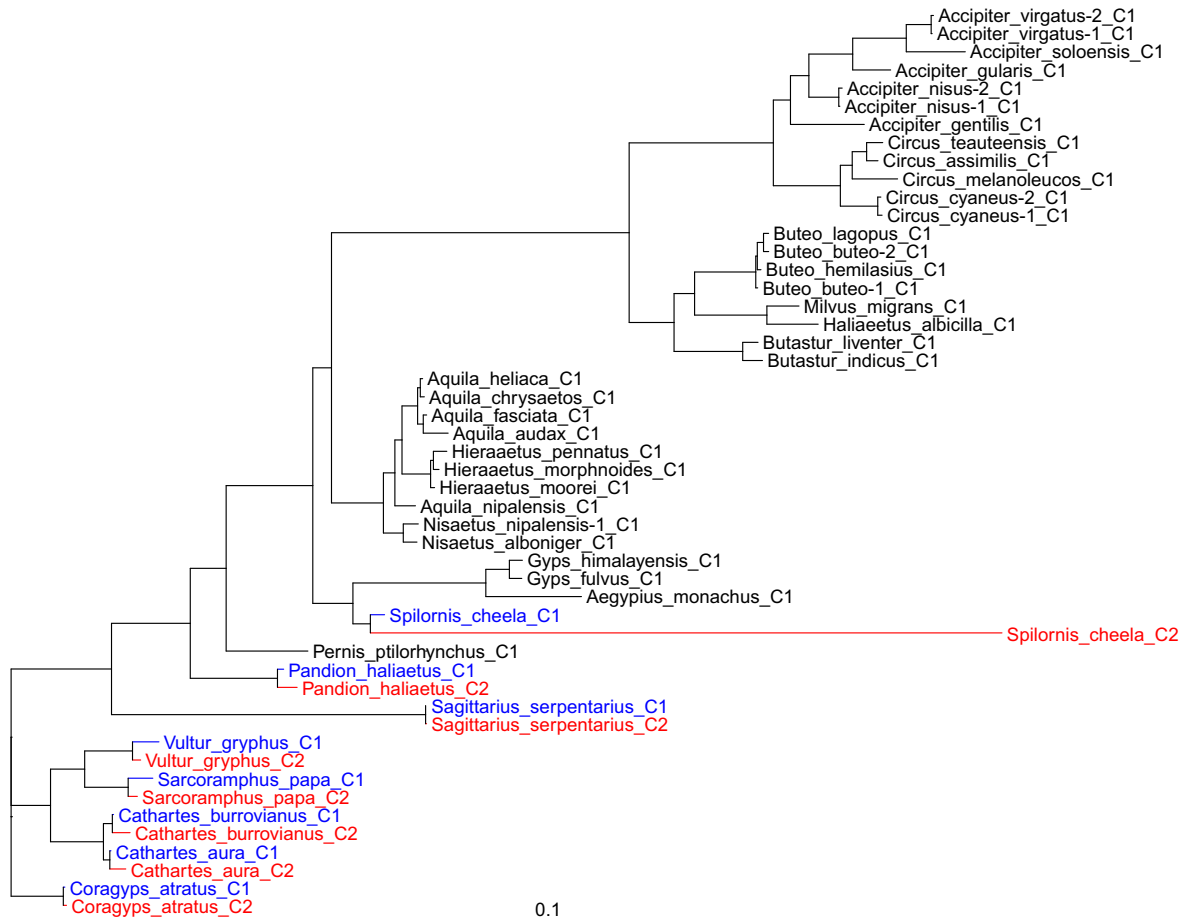 Accipiter_virgatus-2_C1
Accipiter_virgatus-1_C1
Accipiter_soloensis_C1
Accipiter_gularis_C1
Accipiter_nisus-2_C1
Accipiter_nisus-1_C1
Accipiter_gentilis_C1
Circus_teauteensis_C1
Circus_assimilis_C1
Circus_melanoleucos_C1
Circus_cyaneus-2_C1
Circus_cyaneus-1_C1
Buteo_lagopus_C1
Buteo_buteo-2_C1
Buteo_hemilasius_C1
Buteo_buteo-1_C1
Milvus_migrans_C1
Haliaeetus_albicilla_C1
Butastur_liventer_C1
Butastur_indicus_C1
Aquila_heliaca_C1
Aquila_chrysaetos_C1
Aquila_fasciata_C1
Aquila_audax_C1
Hieraaetus_pennatus_C1
Hieraaetus_morphnoides_C1
Hieraaetus_moorei_C1
Aquila_nipalensis_C1
Nisaetus_nipalensis-1_C1
Nisaetus_alboniger_C1
Gyps_himalayensis_C1
Gyps_fulvus_C1
Aegypius_monachus_C1
Spilornis_cheela_C1
Spilornis_cheela_C2
Pernis_ptilorhynchus_C1
Pandion_haliaetus_C1
Pandion_haliaetus_C2
Sagittarius_serpentarius_C1
Sagittarius_serpentarius_C2
Vultur_gryphus_C1
Vultur_gryphus_C2
Sarcoramphus_papa_C1
Sarcoramphus_papa_C2
Cathartes_burrovianus_C1
Cathartes_burrovianus_C2
Cathartes_aura_C1
Cathartes_aura_C2
Coragyps_atratus_C1
Coragyps_atratus_C2
0.1